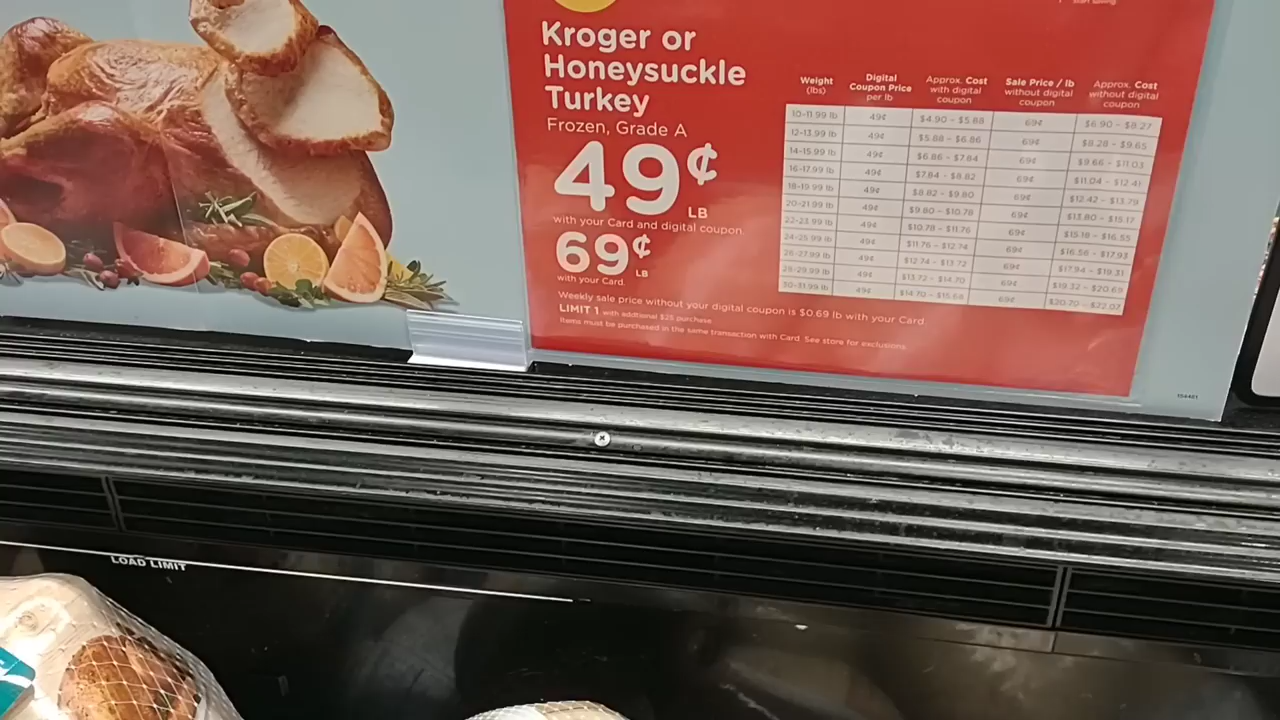 Kroger or
Honeysuckle
Turkey
Frozen, Grade A
49¢
LB
with your Card and digital coupon.
69¢
LB
with your Card.
Weekly sale price without your digital coupon is $0.69 lb with your Card.
LIMIT 1 with additional $25 purchase.
Items must be purchased in the same transaction with Card. See store for exclusions.
Weight (lbs) Digital Coupon Price per lb Approx. Cost with digital coupon Sale Price / lb without digital coupon Approx. Cost without digital coupon
10-11.99 lb 49¢ $4.90 - $5.88 69¢ $6.90 - $8.27
12-13.99 lb 49¢ $5.88 - $6.86 69¢ $8.28 - $9.65
14-15.99 lb 49¢ $6.86 - $7.84 69¢ $9.66 - $11.03
16-17.99 lb 49¢ $7.84 - $8.82 69¢ $11.04 - $12.41
18-19.99 lb 49¢ $8.82 - $9.80 69¢ $12.42 - $13.79
20-21.99 lb 49¢ $9.80 - $10.78 69¢ $13.80 - $15.17
22-23.99 lb 49¢ $10.78 - $11.76 69¢ $15.18 - $16.55
24-25.99 lb 49¢ $11.76 - $12.74 69¢ $16.56 - $17.93
26-27.99 lb 49¢ $12.74 - $13.72 69¢ $17.94 - $19.31
28-29.99 lb 49¢ $13.72 - $14.70 69¢ $19.32 - $20.69
30-31.99 lb 49¢ $14.70 - $15.68 69¢ $20.70 - $22.07
LOAD LIMIT